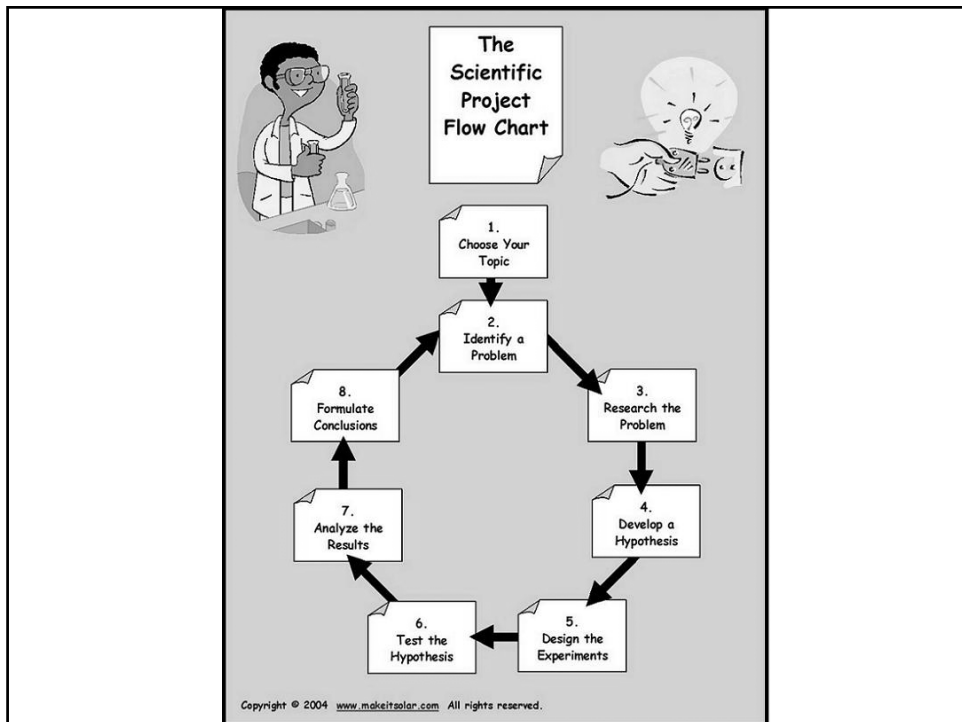 The
Scientific
Project
Flow Chart
1.
Choose Your
Topic
2.
Identify a
Problem
3.
Research the
Problem
4.
Develop a
Hypothesis
5.
Design the
Experiments
6.
Test the
Hypothesis
7.
Analyze the
Results
8.
Formulate
Conclusions
Copyright © 2004 www.makeitsolar.com All rights reserved.